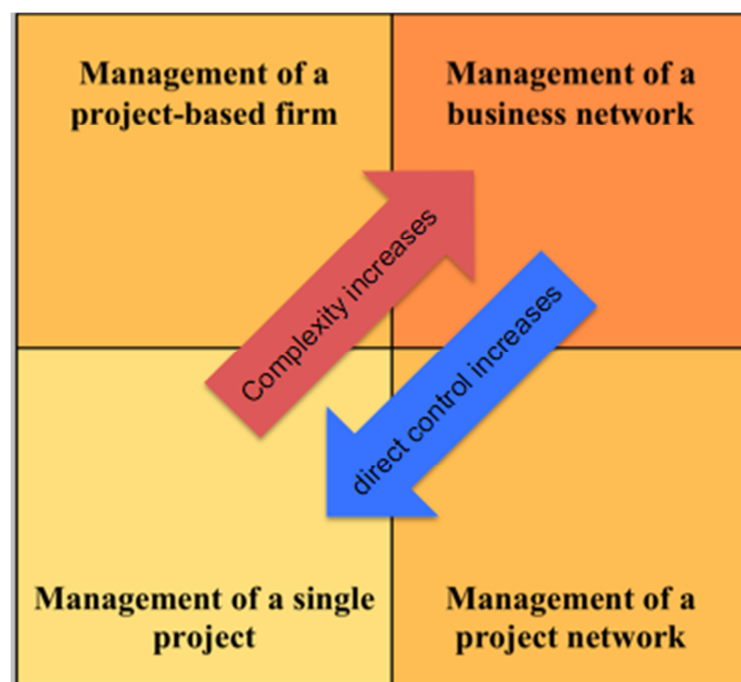 Management of a
project-based firm
Management of a
business network
Complexity increases
direct control increases
Management of a single
project
Management of a
project network